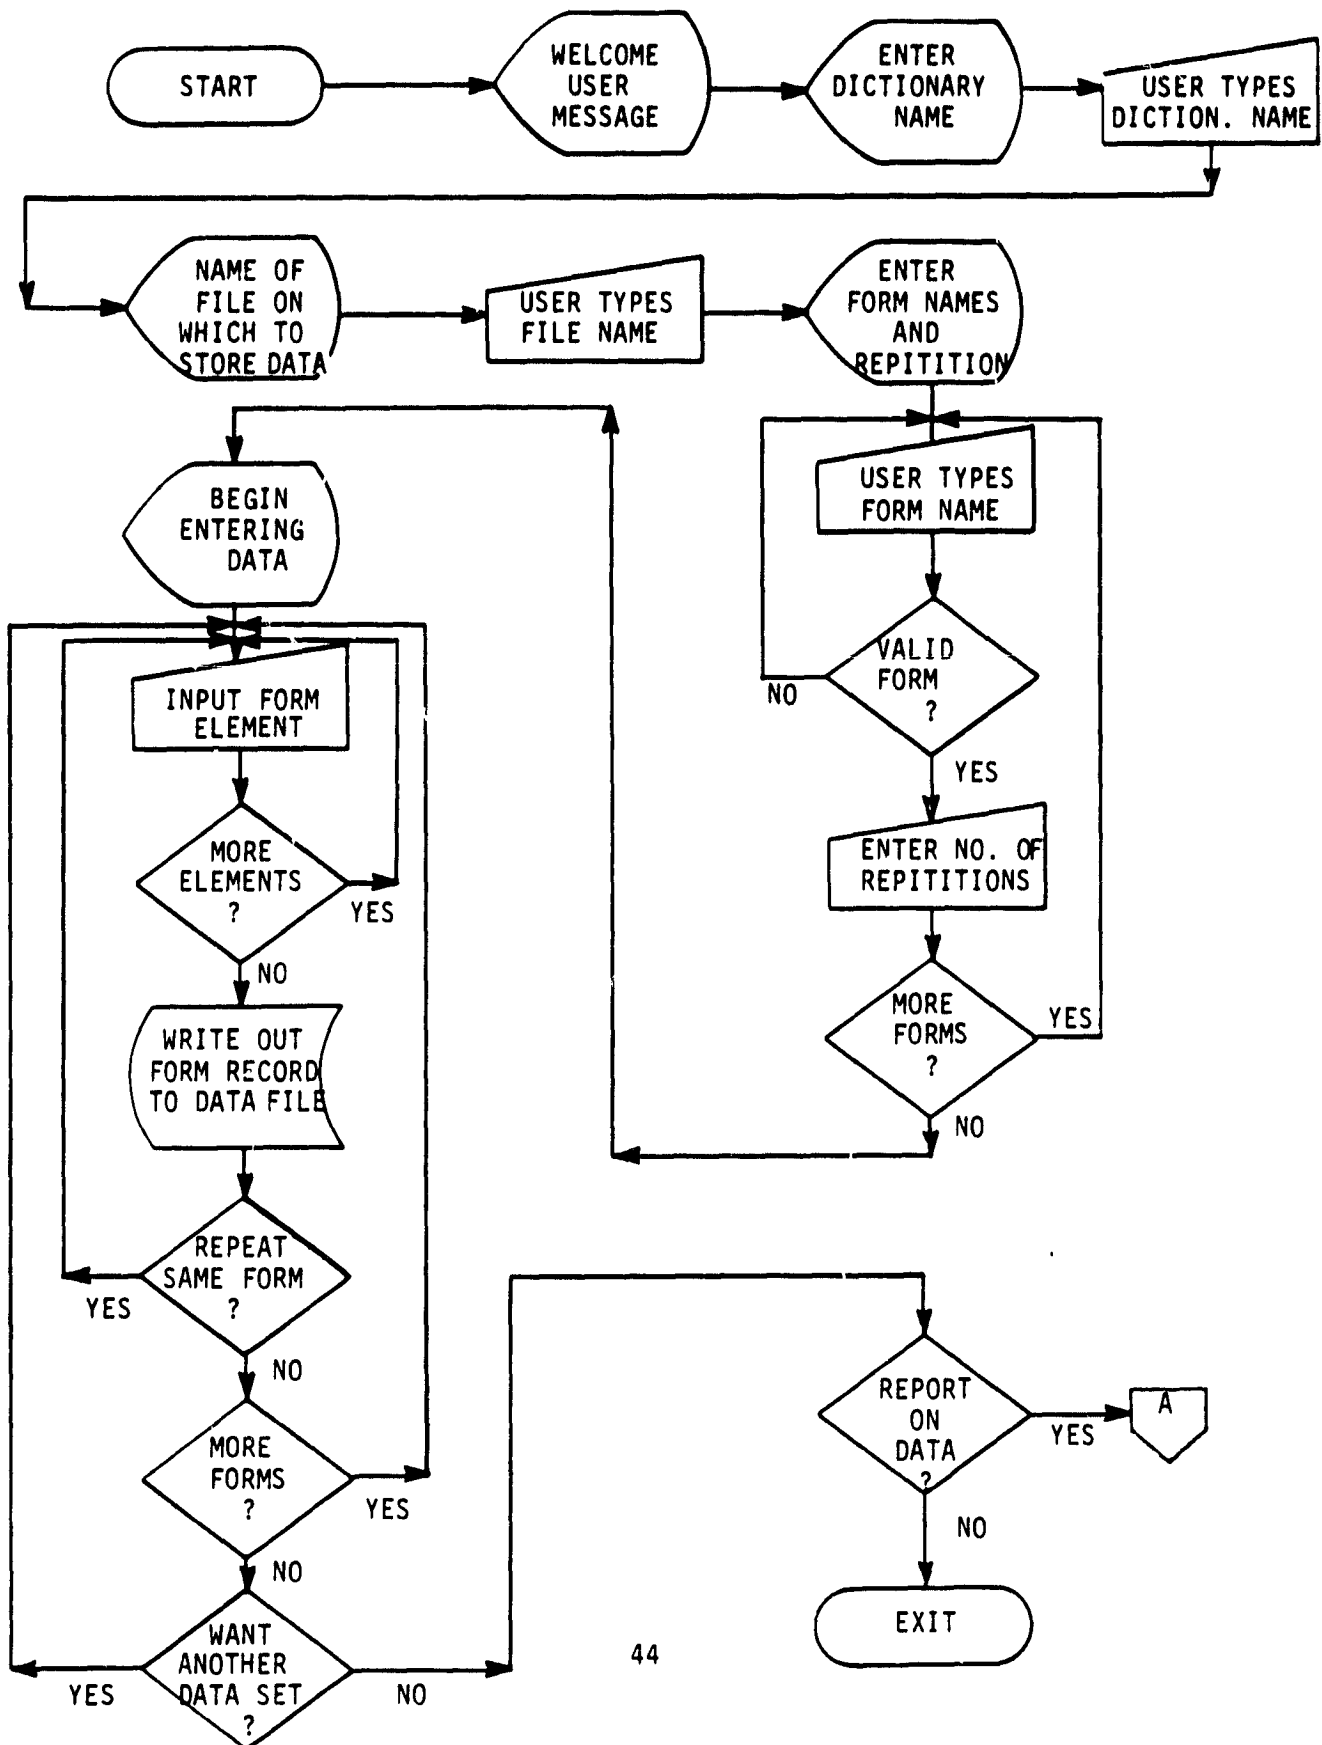 START
WELCOME
USER
MESSAGE
ENTER
DICTIONARY
NAME
USER TYPES
DICTION. NAME
NAME OF
FILE ON
WHICH TO
STORE DATA
USER TYPES
FILE NAME
ENTER
FORM NAMES
AND
REPITITION
USER TYPES
FORM NAME
VALID
FORM
?
NO
YES
ENTER NO. OF
REPITITIONS
MORE
FORMS
?
YES
NO
BEGIN
ENTERING
DATA
INPUT FORM
ELEMENT
MORE
ELEMENTS
?
YES
NO
WRITE OUT
FORM RECORD
TO DATA FILE
REPEAT
SAME FORM
?
YES
NO
MORE
FORMS
?
YES
NO
WANT
ANOTHER
DATA SET
?
YES
NO
REPORT
ON
DATA
?
YES
A
NO
EXIT
44